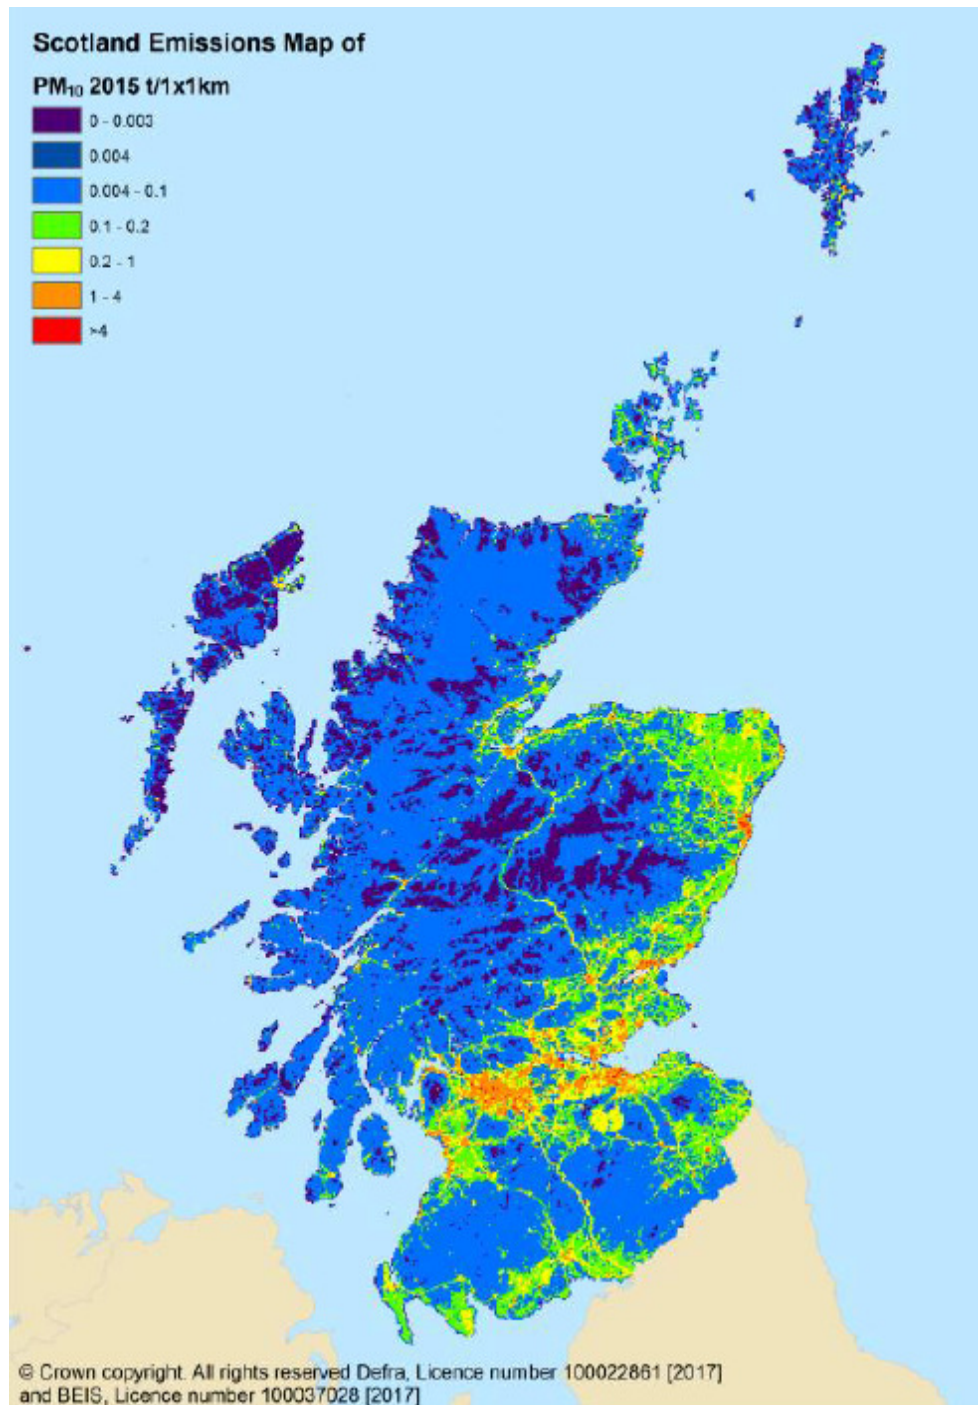 Scotland Emissions Map of
PM₁₀ 2015 t/1x1km
0 - 0.003
0.004
0.004 - 0.1
0.1 - 0.2
0.2 - 1
1 - 4
>4
© Crown copyright. All rights reserved Defra, Licence number 100022861 [2017]
and BEIS, Licence number 100037028 [2017]